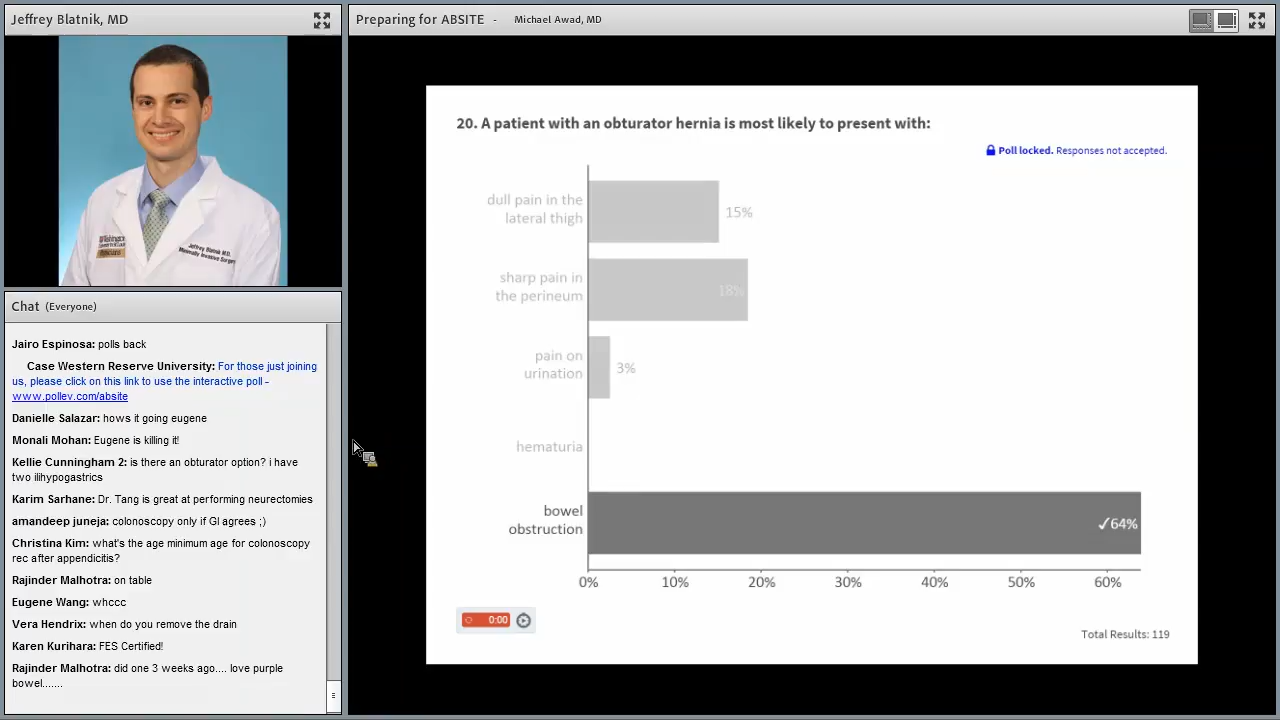 Jeffrey Blatnik, MD
Preparing for ABSITE - Michael Awad, MD
Jeffrey Blatnik M.D.
Minimally Invasive Surgery
Chat (Everyone)
Jairo Espinosa: polls back
Case Western Reserve University: For those just joining
us, please click on this link to use the interactive poll -
www.pollev.com/absite
Danielle Salazar: hows it going eugene
Monali Mohan: Eugene is killing it!
Kellie Cunningham 2: is there an obturator option? i have
two ilihypogastrics
Karim Sarhane: Dr. Tang is great at performing neurectomies
amandeep juneja: colonoscopy only if GI agrees ;)
Christina Kim: what's the age minimum age for colonoscopy
rec after appendicitis?
Rajinder Malhotra: on table
Eugene Wang: whccc
Vera Hendrix: when do you remove the drain
Karen Kurihara: FES Certified!
Rajinder Malhotra: did one 3 weeks ago.... love purple
bowel.......
20. A patient with an obturator hernia is most likely to present with:
Poll locked. Responses not accepted.
dull pain in the
lateral thigh
15%
sharp pain in
the perineum
18%
pain on
urination
3%
hematuria
bowel
obstruction
✓64%
0% 10% 20% 30% 40% 50% 60%
0:00
Total Results: 119